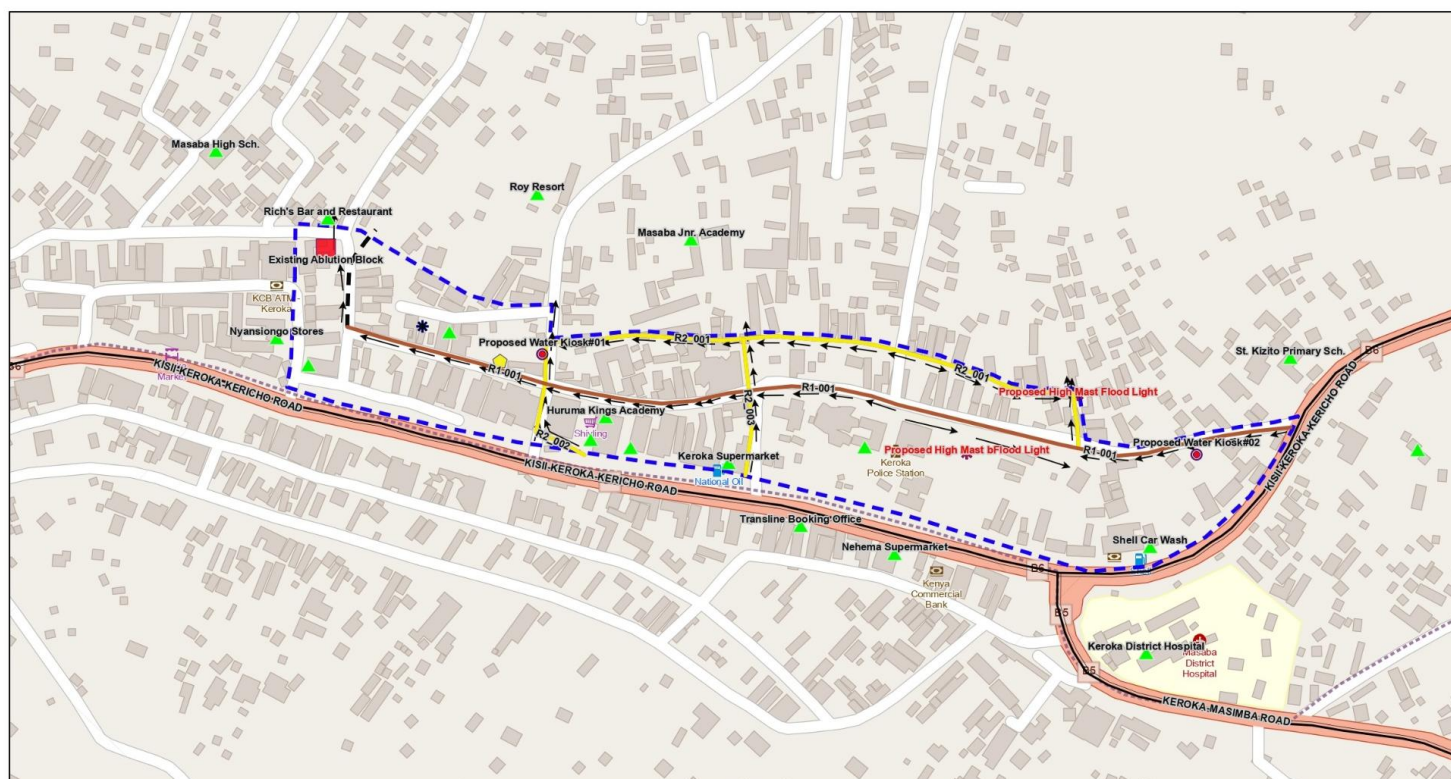 Masaba High Sch.
Roy Resort
Rich's Bar and Restaurant
Masaba Jnr. Academy
Existing Ablution Block
KCB ATM -
Keroka
Nyansiongo Stores
Proposed Water Kiosk#01
R2_001
R2_001
B6
St. Kizito Primary Sch.
Market
KISII-KEROKA-KERICHO ROAD
R1-001
R1-001
Proposed High Mast Flood Light
Huruma Kings Academy
Shivling
R2_003
R2_002
Proposed High Mast bFlood Light
R1-001
Proposed Water Kiosk#02
Keroka Supermarket
National Oil
Keroka
Police Station
KISII-KEROKA-KERICHO ROAD
KISII-KEROKA-KERICHO ROAD
Transline Booking Office
Nehema Supermarket
Shell Car Wash
Kenya
Commercial
Bank
B5
B5
Keroka District Hospital
Masaba
District
Hospital
B5
KEROKA-MASIMBA ROAD